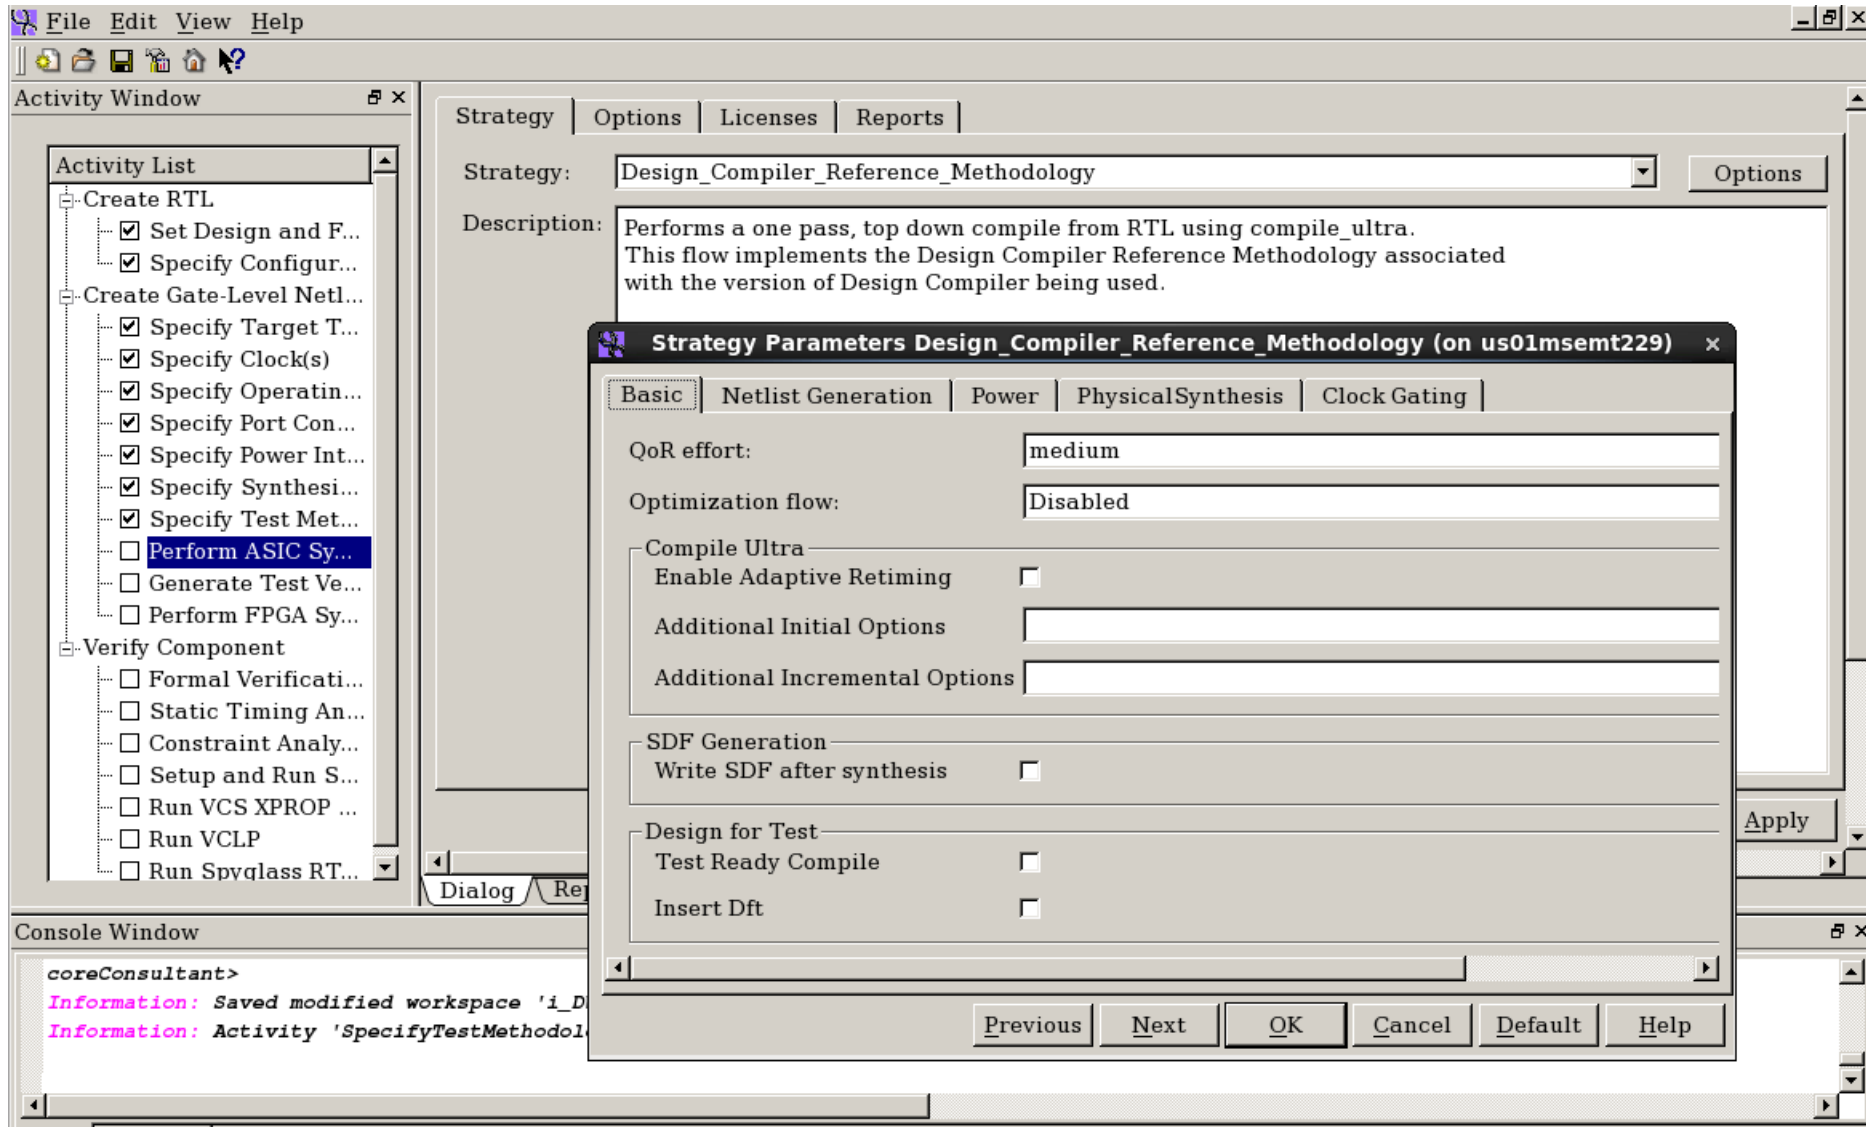 File Edit View Help
Activity Window
Activity List
Create RTL
Set Design and F...
Specify Configur...
Create Gate-Level Netl...
Specify Target T...
Specify Clock(s)
Specify Operatin...
Specify Port Con...
Specify Power Int...
Specify Synthesi...
Specify Test Met...
Perform ASIC Sy...
Generate Test Ve...
Perform FPGA Sy...
Verify Component
Formal Verificati...
Static Timing An...
Constraint Analy...
Setup and Run S...
Run VCS XPROP ...
Run VCLP
Run Spyglass RT...
Strategy Options Licenses Reports
Strategy: Design_Compiler_Reference_Methodology Options
Description: Performs a one pass, top down compile from RTL using compile_ultra.
This flow implements the Design Compiler Reference Methodology associated
with the version of Design Compiler being used.
Apply
Dialog
Strategy Parameters Design_Compiler_Reference_Methodology (on us01msemt229)
Basic Netlist Generation Power PhysicalSynthesis Clock Gating
QoR effort: medium
Optimization flow: Disabled
Compile Ultra
Enable Adaptive Retiming
Additional Initial Options
Additional Incremental Options
SDF Generation
Write SDF after synthesis
Design for Test
Test Ready Compile
Insert Dft
Previous Next OK Cancel Default Help
Console Window
coreConsultant>
Information: Saved modified workspace 'i_D
Information: Activity 'SpecifyTestMethodol